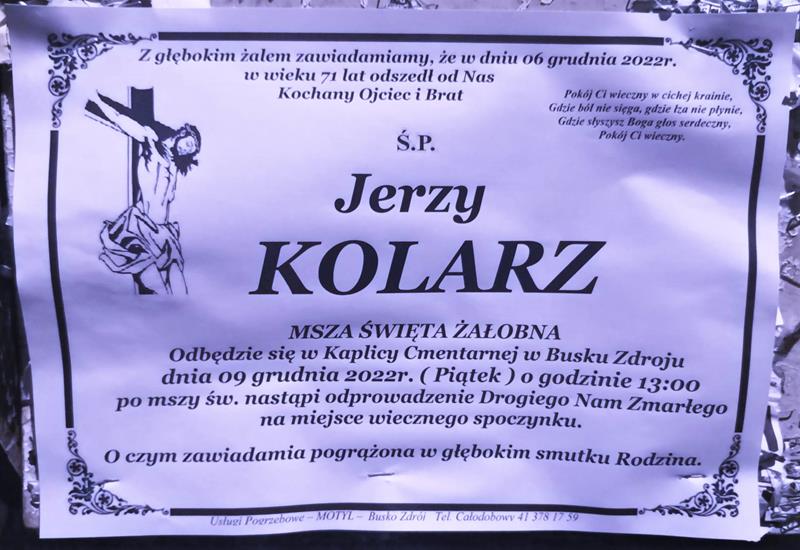 Z głębokim żalem zawiadamiamy, że w dniu 06 grudnia 2022r.
w wieku 71 lat odszedł od Nas
Kochany Ojciec i Brat
Pokój Ci wieczny w cichej krainie,
Gdzie ból nie sięga, gdzie łza nie płynie,
Gdzie słyszysz Boga głos serdeczny,
Pokój Ci wieczny.
Ś.P.
Jerzy
KOLARZ
MSZA ŚWIĘTA ŻAŁOBNA
Odbędzie się w Kaplicy Cmentarnej w Busku Zdroju
dnia 09 grudnia 2022r. ( Piątek ) o godzinie 13:00
po mszy św. nastąpi odprowadzenie Drogiego Nam Zmarłego
na miejsce wiecznego spoczynku.
O czym zawiadamia pogrążona w głębokim smutku Rodzina.
Usługi Pogrzebowe – MOTYL – Busko Zdrój Tel. Całodobowy 41 378 17 59